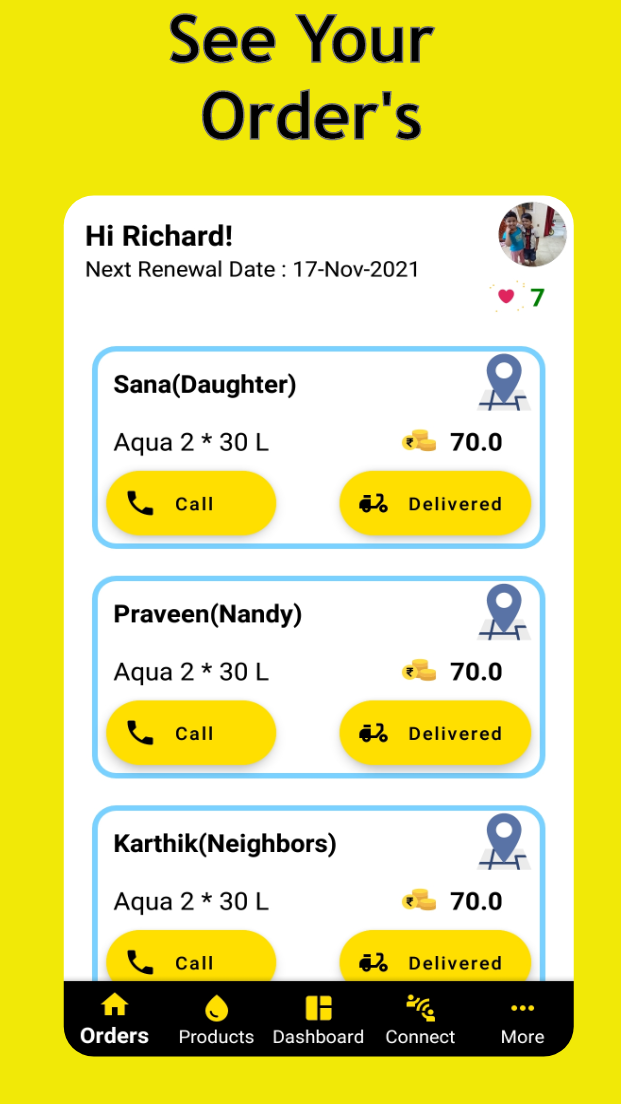 See Your
Order's
Hi Richard!
Next Renewal Date : 17-Nov-2021
7
Sana(Daughter)
Aqua 2 * 30 L
₹ 70.0
Call
Delivered
Praveen(Nandy)
Aqua 2 * 30 L
₹ 70.0
Call
Delivered
Karthik(Neighbors)
Aqua 2 * 30 L
₹ 70.0
Call
Delivered
Orders Products Dashboard Connect More